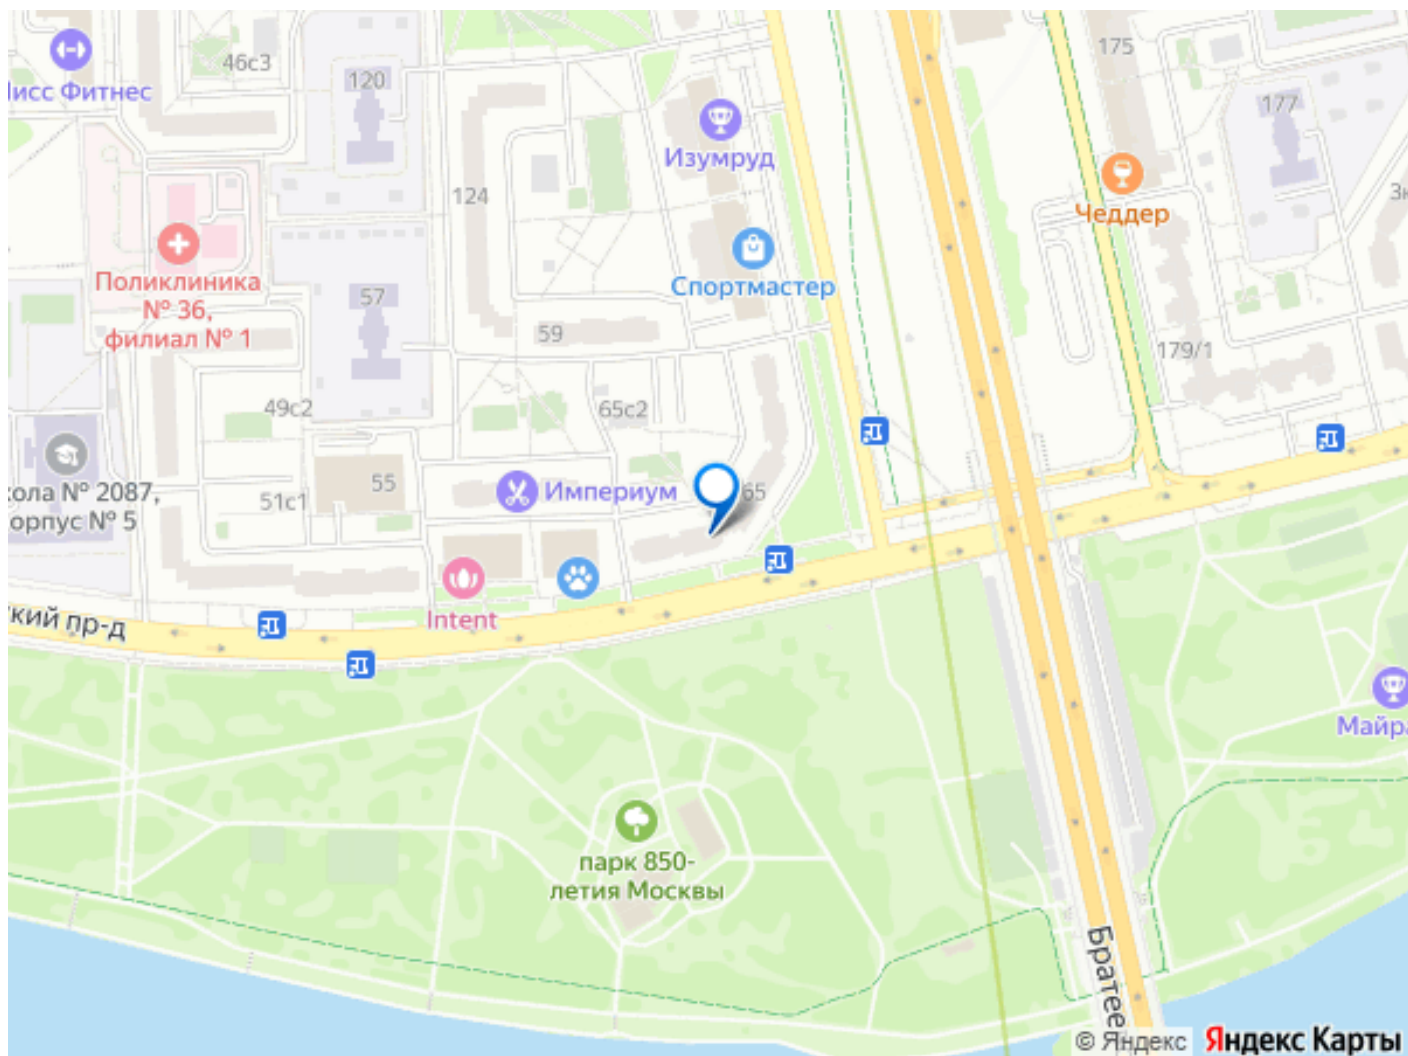 46с3
120
175
177
исс Фитнес
Изумруд
124
Чеддер
Поликлиника
№ 36,
филиал № 1
57
Спортмастер
59
179/1
49с2
65с2
кола № 2087,
орпус № 5
51с1
55
Империум
65
Intent
кий пр-д
парк 850-
летия Москвы
Майра
Братее
© Яндекс
Яндекс Карты